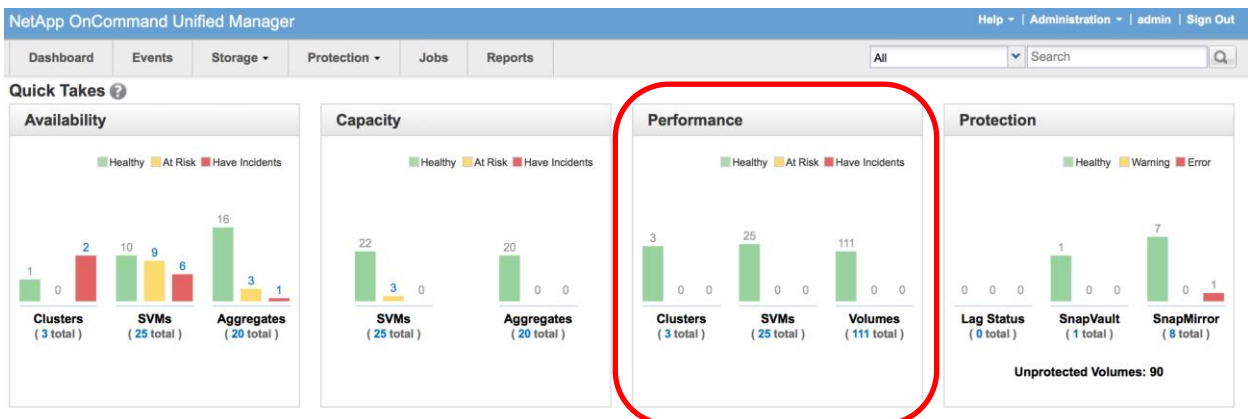 NetApp OnCommand Unified Manager
Help | Administration | admin | Sign Out
Dashboard Events Storage Protection Jobs Reports
All Search
Quick Takes ?
Availability
Healthy At Risk Have Incidents
1 0 2
10 9 6
16 3 1
Clusters SVMs Aggregates
( 3 total ) ( 25 total ) ( 20 total )
Capacity
Healthy At Risk Have Incidents
22 3 0
20 0 0
SVMs Aggregates
( 25 total ) ( 20 total )
Performance
Healthy At Risk Have Incidents
3 0 0
25 0 0
111 0 0
Clusters SVMs Volumes
( 3 total ) ( 25 total ) ( 111 total )
Protection
Healthy Warning Error
0 0 0
1 0 0
7 0 1
Lag Status SnapVault SnapMirror
( 0 total ) ( 1 total ) ( 8 total )
Unprotected Volumes: 90